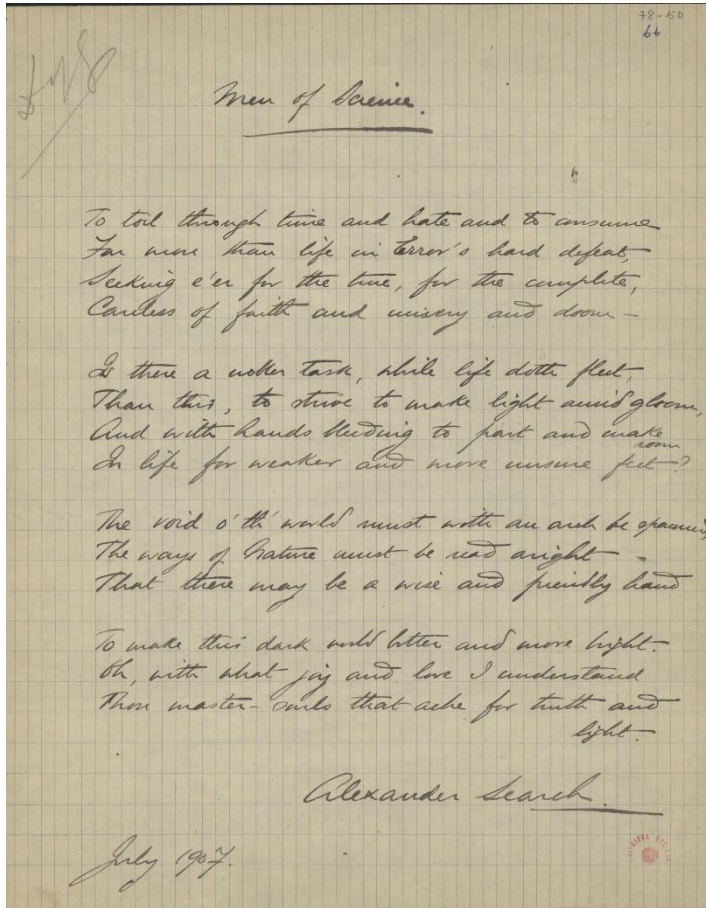 78-50
66
Men of Science.
To toil through time and hate and to consume
Far more than life in Error's hard defeat,
Seeking e'er for the true, for the complete,
Careless of faith and misery and doom –
Is there a nobler task, while life doth fleet,
Than this, to strive to make light amid gloom,
And with hands bleeding to part and make
room
In life for weaker and more unsure feet?
The void o' th' world must with an arch be spanned,
The ways of Nature must be read aright –
That there may be a wise and friendly hand
To make this dark world better and more bright.
Oh, with what joy and love I understand
Those master-souls that ache for truth and
light.
Alexander Search.
July 1907.